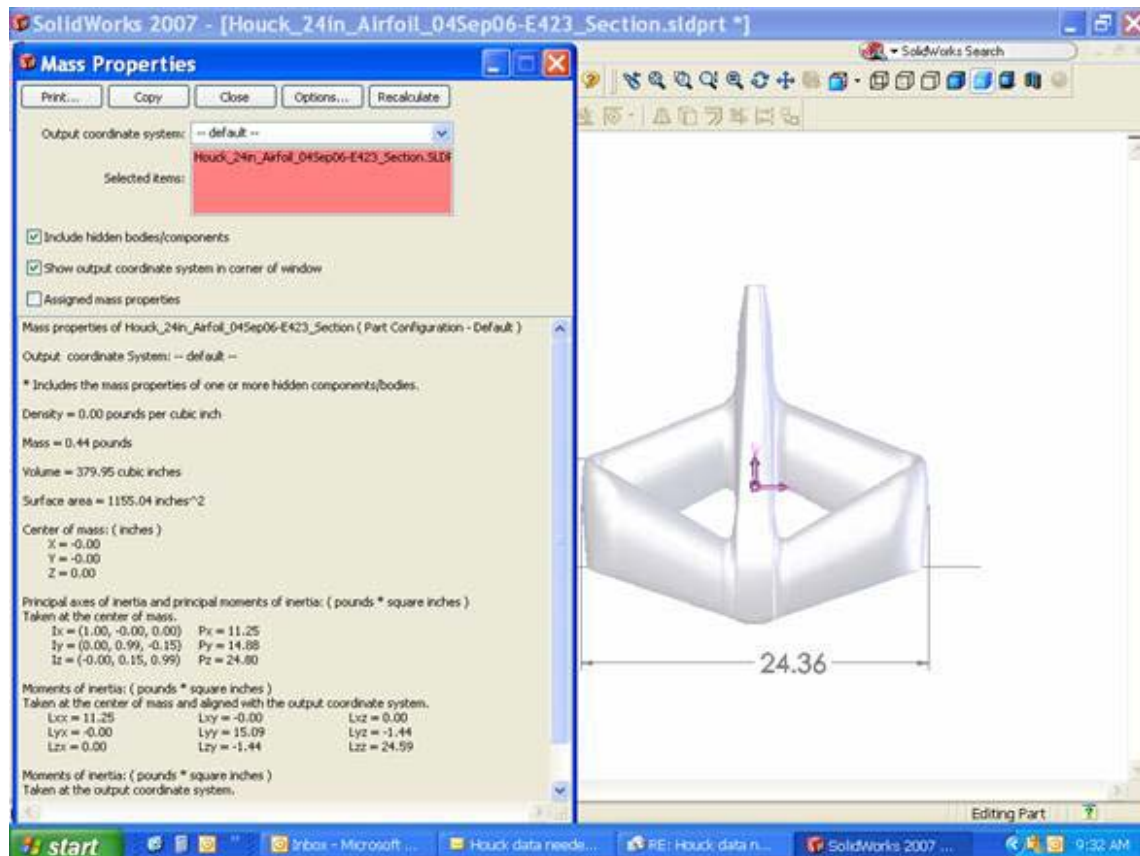 SolidWorks 2007 - [Houck_24in_Airfoil_04Sep06-E423_Section.sldprt *]
Mass Properties
SolidWorks Search
Print... Copy Close Options... Recalculate
Output coordinate system: -- default --
Houck_24in_Airfoil_04Sep06-E423_Section.SLDP
Selected items:
Include hidden bodies/components
Show output coordinate system in corner of window
Assigned mass properties
Mass properties of Houck_24in_Airfoil_04Sep06-E423_Section ( Part Configuration - Default )
Output coordinate System: -- default --
* Includes the mass properties of one or more hidden components/bodies.
Density = 0.00 pounds per cubic inch
Mass = 0.44 pounds
Volume = 379.95 cubic inches
Surface area = 1155.04 inches^2
Center of mass: ( inches )
X = -0.00
Y = -0.00
Z = 0.00
Principal axes of inertia and principal moments of inertia: ( pounds * square inches )
Taken at the center of mass.
Ix = (1.00, -0.00, 0.00) Px = 11.25
Iy = (0.00, 0.99, -0.15) Py = 14.88
Iz = (-0.00, 0.15, 0.99) Pz = 24.80
Moments of inertia: ( pounds * square inches )
Taken at the center of mass and aligned with the output coordinate system.
Lxx = 11.25 Lxy = -0.00 Lxz = 0.00
Lyx = -0.00 Lyy = 15.09 Lyz = -1.44
Lzx = 0.00 Lzy = -1.44 Lzz = 24.59
Moments of inertia: ( pounds * square inches )
Taken at the output coordinate system.
24.36
Editing Part
start Inbox - Microsoft ... Houck data neede... RE: Houck data n... SolidWorks 2007 ... 9:32 AM